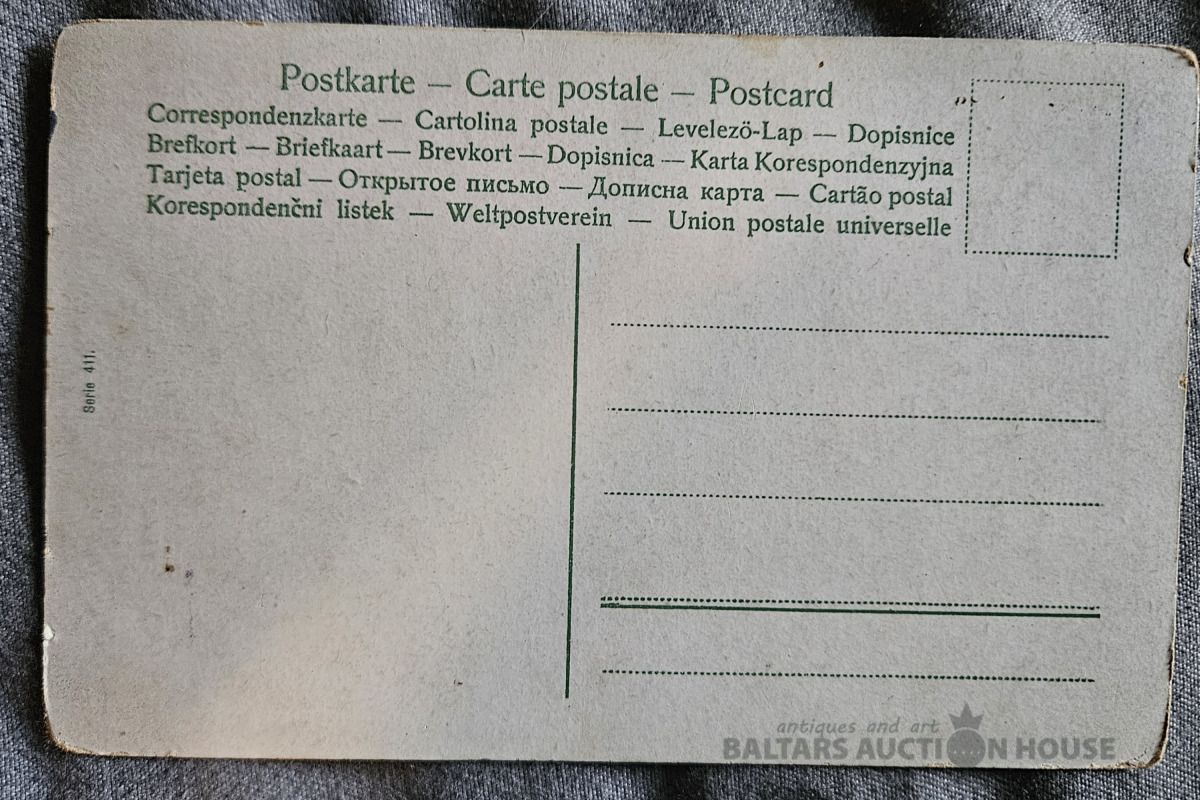 Postkarte — Carte postale — Postcard
Correspondenzkarte — Cartolina postale — Levelezö-Lap — Dopisnice
Brefkort — Briefkaart — Brevkort — Dopisnica — Karta Korespondenzyjna
Tarjeta postal — Открытое письмо — Дописна карта — Cartão postal
Korespondenčni listek — Weltpostverein — Union postale universelle
Serie 411.
antiques and art
BALTARS AUCTION HOUSE